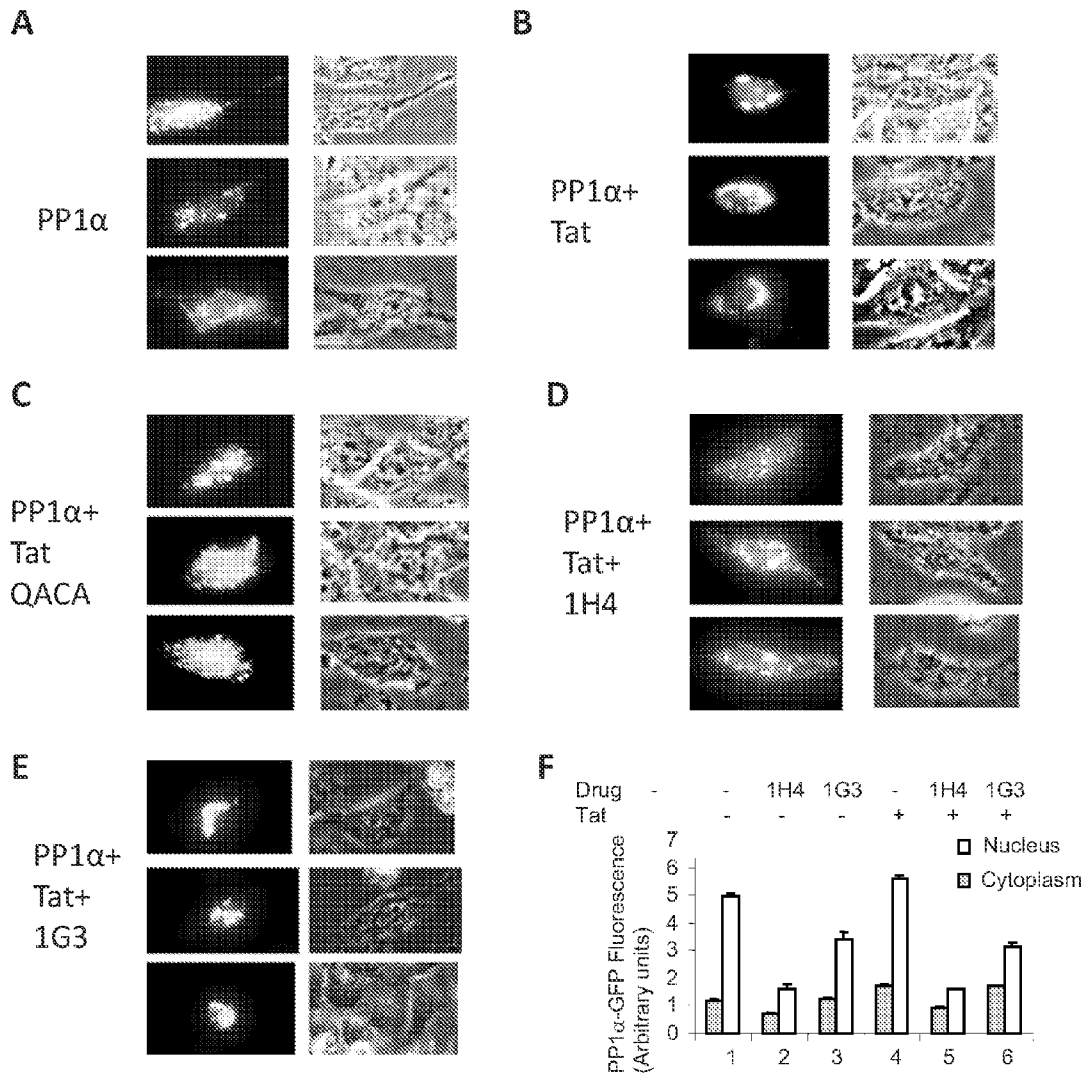 A
PP1α
B
PP1α+
Tat
C
PP1α+
Tat
QACA
D
PP1α+
Tat+
1H4
E
PP1α+
Tat+
1G3
F
Drug - - 1H4 1G3 - 1H4 1G3
Tat - - - + + +
PP1α-GFP Fluorescence
(Arbitrary units)
7
6
5
4
3
2
1
0
Nucleus
Cytoplasm
1 2 3 4 5 6